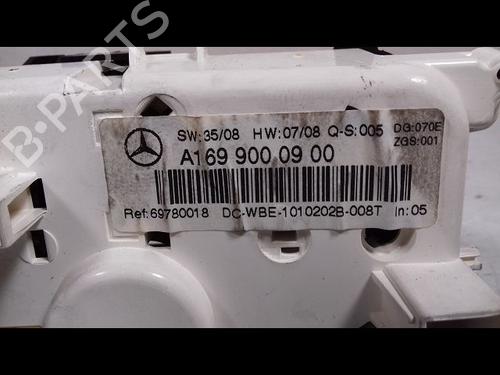 B-PARTS
SW:35/08 HW:07/08 Q-S:005 DG:070E
ZGS:001
A169 900 09 00
Ref:69780018 DC-WBE-1010202B-008T In:05